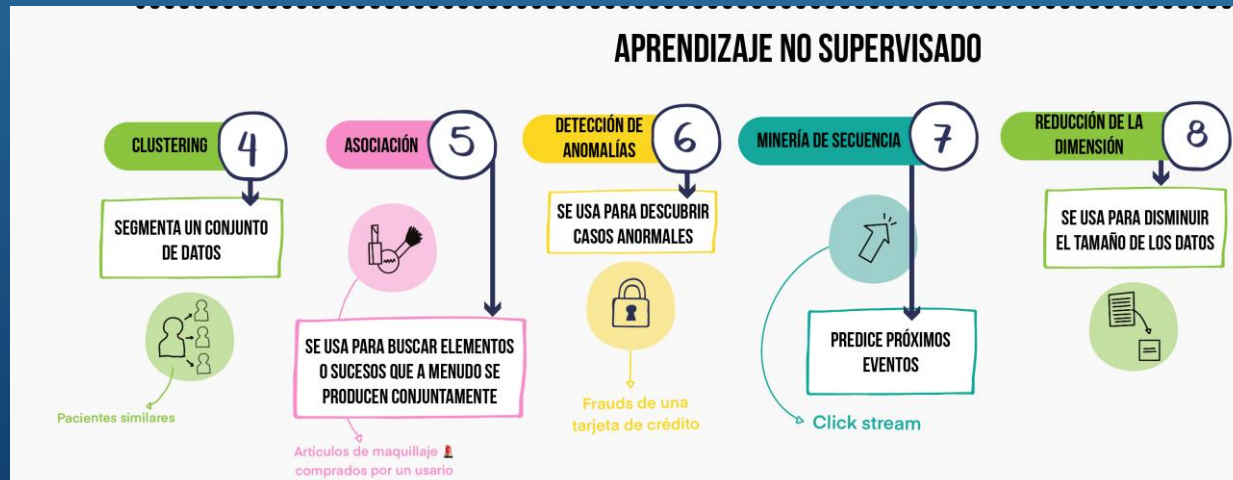 APRENDIZAJE NO SUPERVISADO
CLUSTERING
4
SEGMENTA UN CONJUNTO
DE DATOS
Pacientes similares
ASOCIACIÓN
5
SE USA PARA BUSCAR ELEMENTOS
O SUCESOS QUE A MENUDO SE
PRODUCEN CONJUNTAMENTE
Artículos de maquillaje 💄
comprados por un usario
DETECCIÓN DE
ANOMALÍAS
6
SE USA PARA DESCUBRIR
CASOS ANORMALES
Frauds de una
tarjeta de crédito
MINERÍA DE SECUENCIA
7
PREDICE PRÓXIMOS
EVENTOS
Click stream
REDUCCIÓN DE LA
DIMENSIÓN
8
SE USA PARA DISMINUIR
EL TAMAÑO DE LOS DATOS